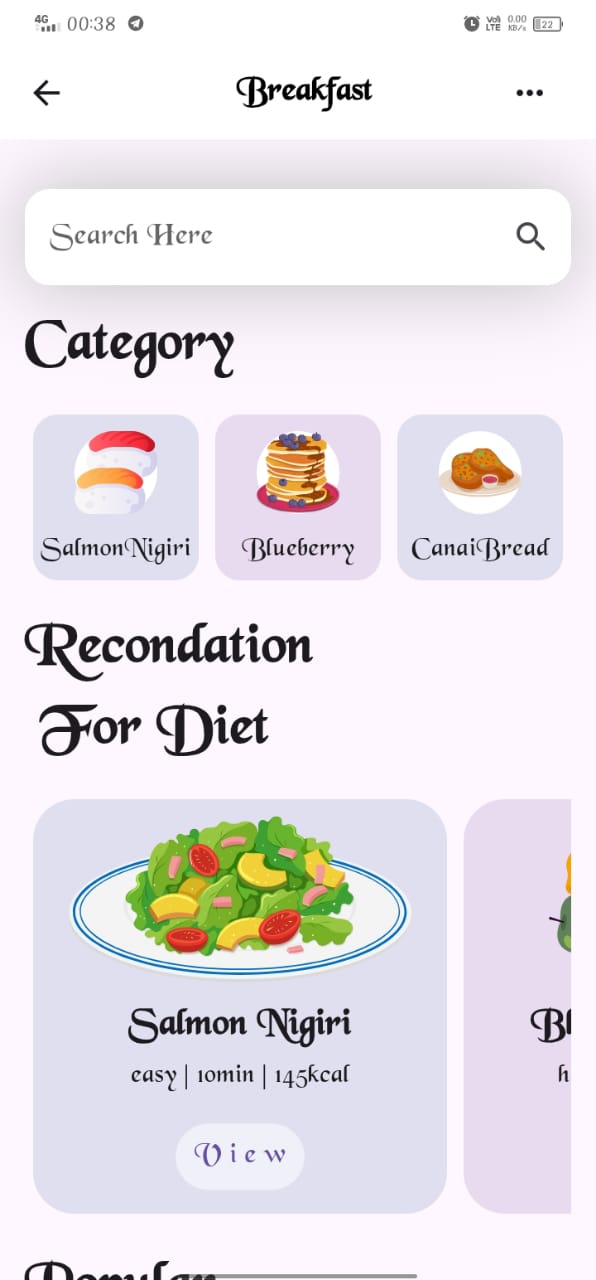 4G 00:38 Vo) LTE 0.00 KB/s 22
Breakfast
Search Here
Category
SalmonNigiri Blueberry CanaiBread
Recondation
For Diet
Salmon Nigiri Bl
easy | 10min | 145kcal h
View
Popular